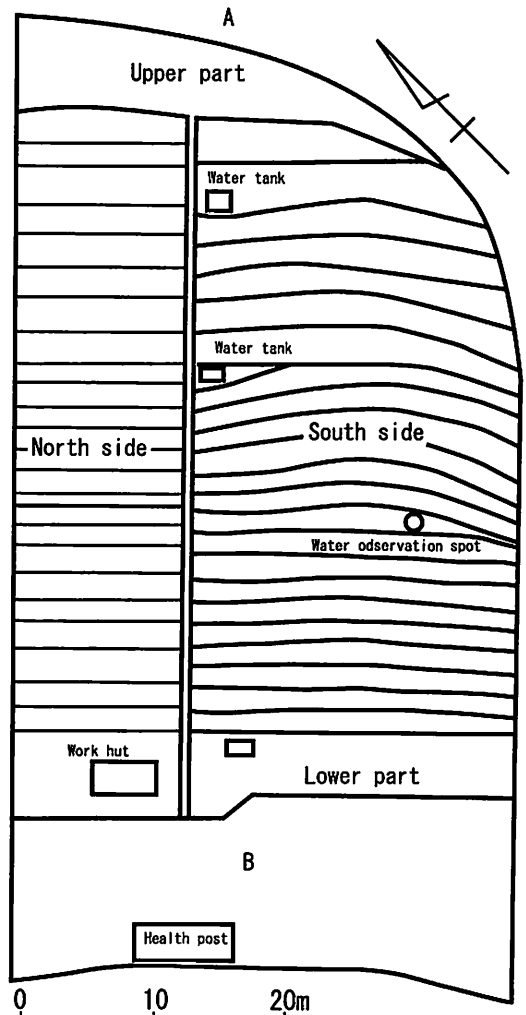 A
Upper part
Water tank
Water tank
North side
South side
Water odservation spot
Work hut
Lower part
B
Health post
0 10 20m